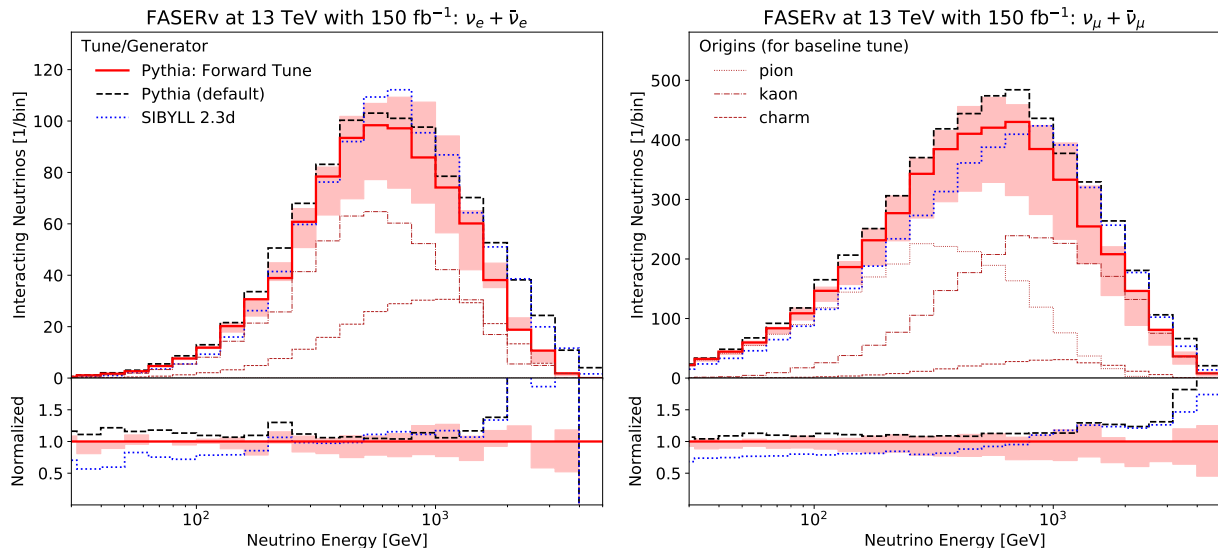 FASERν at 13 TeV with 150 fb⁻¹: νₑ + ν̄ₑ
Tune/Generator
Pythia: Forward Tune
Pythia (default)
SIBYLL 2.3d
Interacting Neutrinos [1/bin]
120
100
80
60
40
20
0
Normalized
1.5
1.0
0.5
10²
10³
Neutrino Energy [GeV]
FASERν at 13 TeV with 150 fb⁻¹: ν_μ + ν̄_μ
Origins (for baseline tune)
pion
kaon
charm
Interacting Neutrinos [1/bin]
500
400
300
200
100
0
Normalized
1.5
1.0
0.5
10²
10³
Neutrino Energy [GeV]